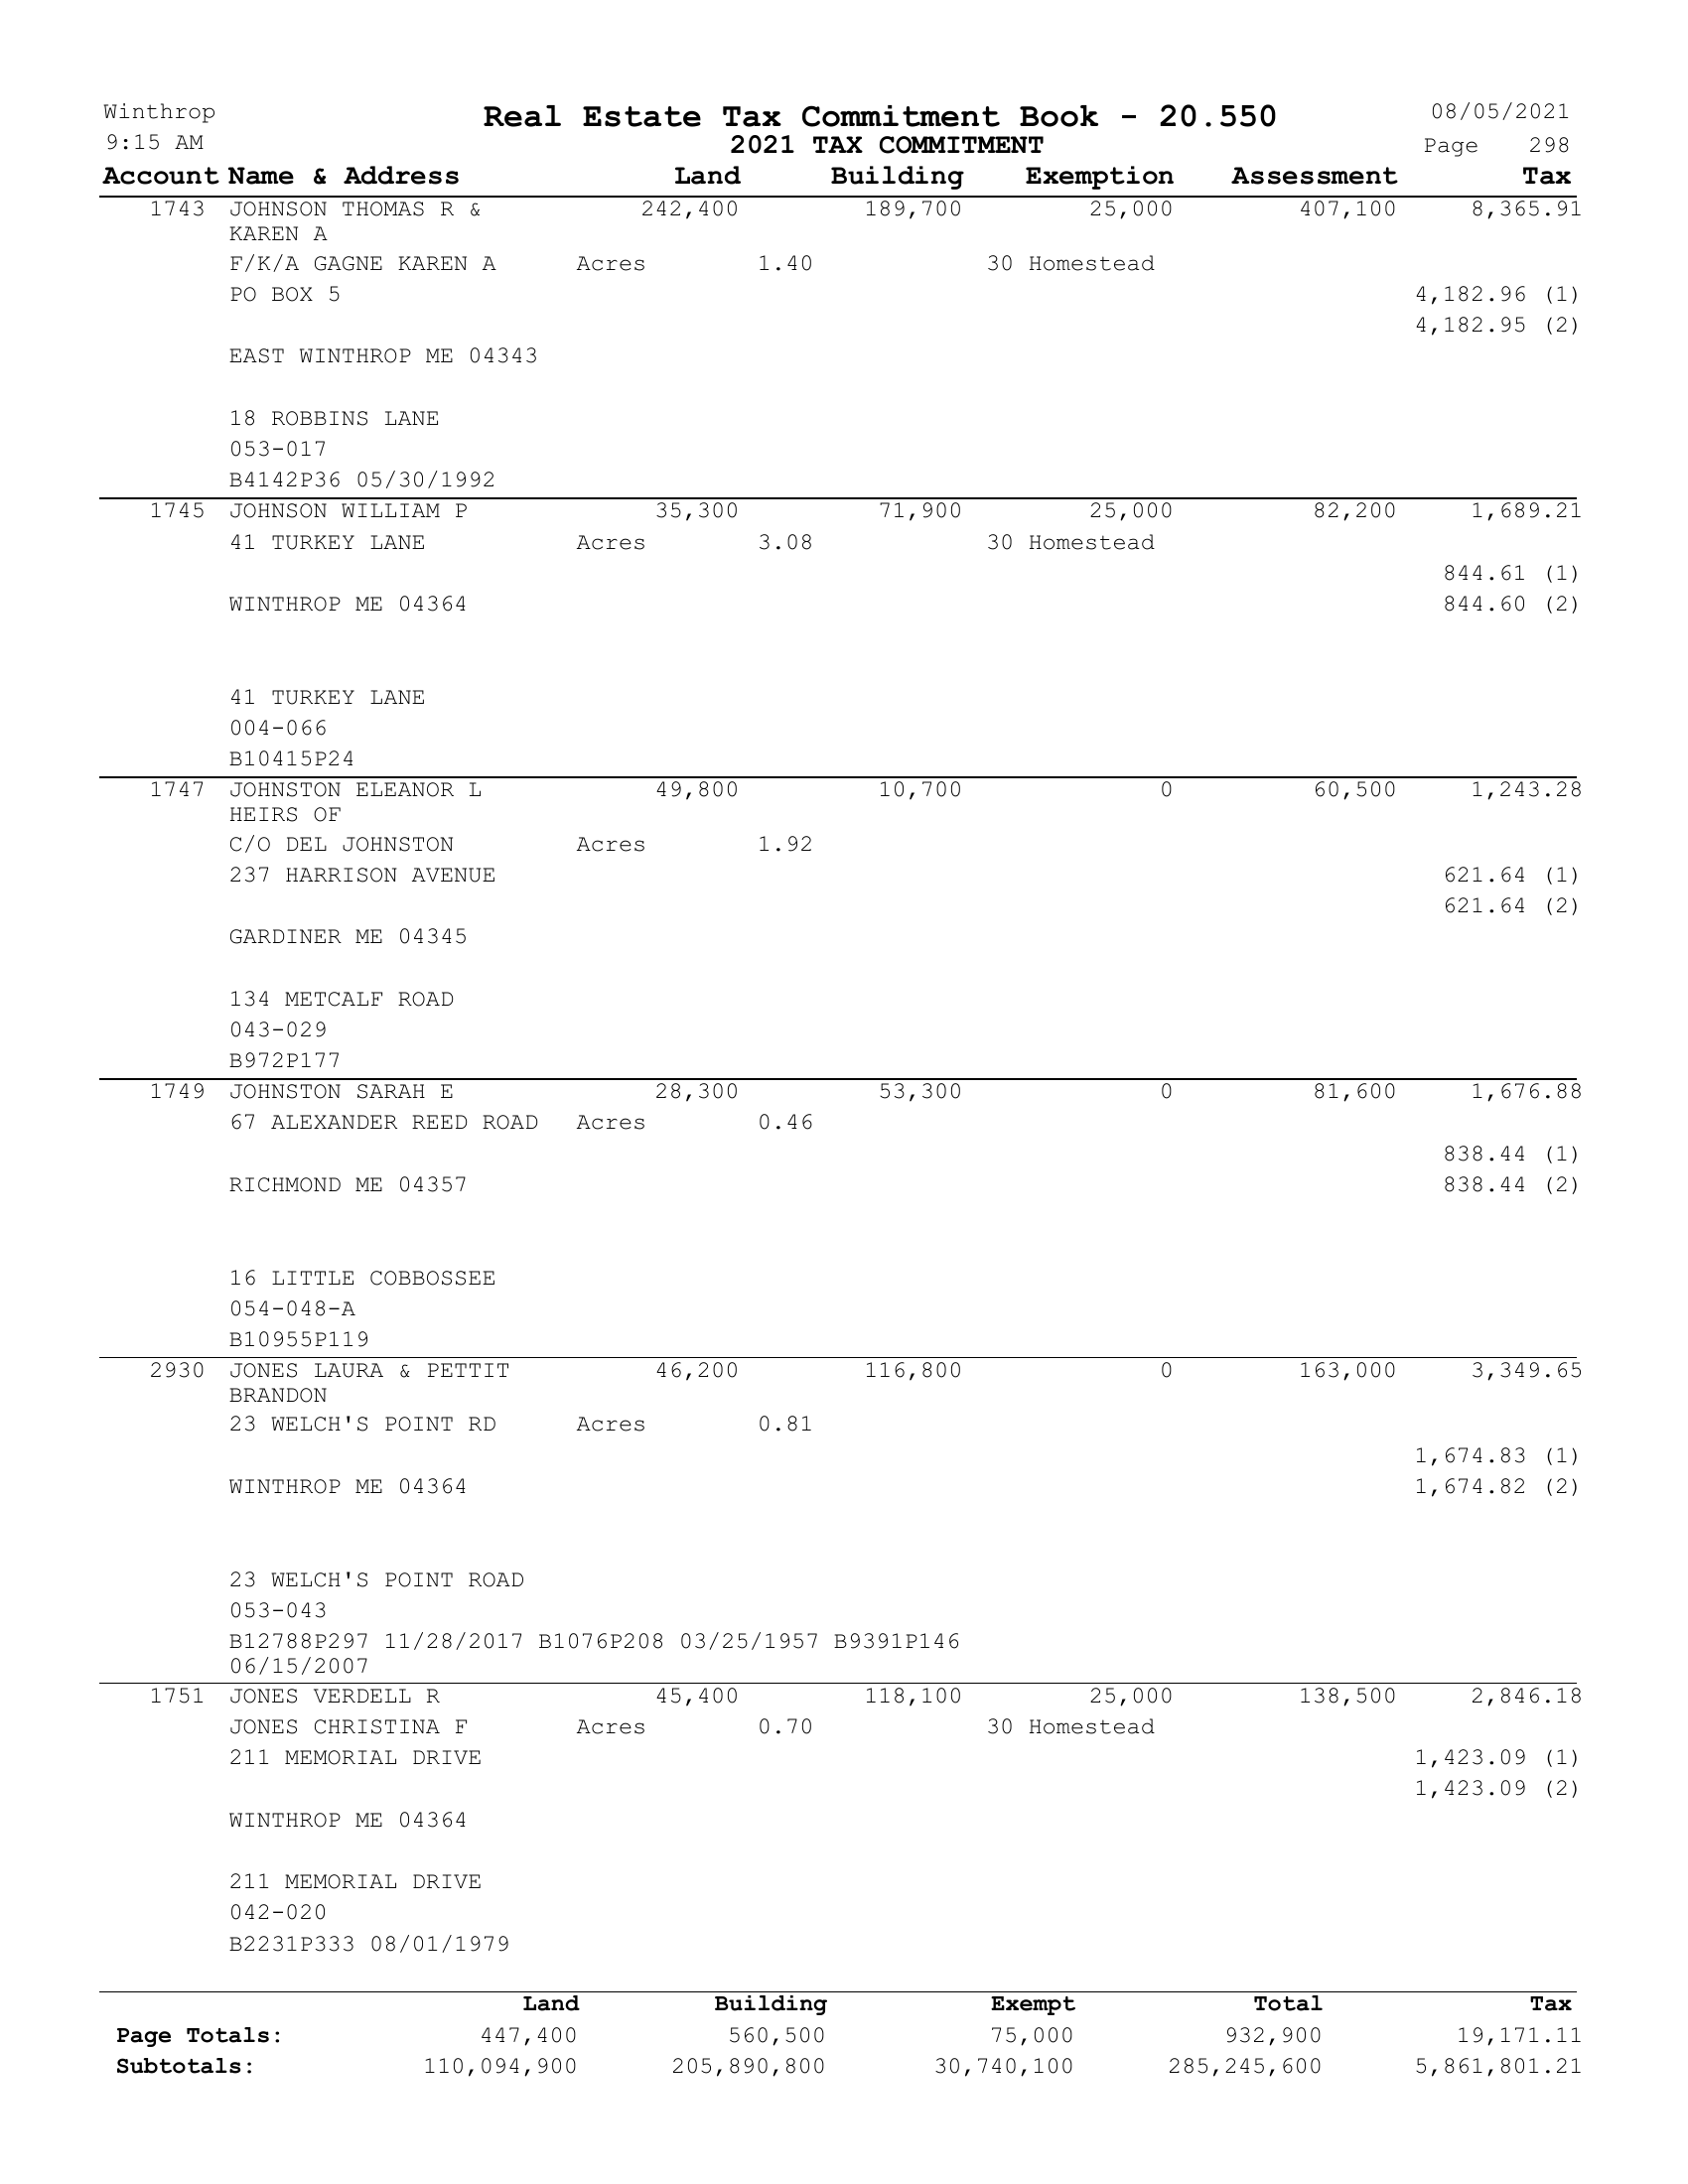 Winthrop Real Estate Tax Commitment Book - 20.550 08/05/2021
9:15 AM 2021 TAX COMMITMENT Page 298
Account Name & Address Land Building Exemption Assessment Tax
1743 JOHNSON THOMAS R & 242,400 189,700 25,000 407,100 8,365.91
KAREN A
F/K/A GAGNE KAREN A Acres 1.40 30 Homestead
PO BOX 5 4,182.96 (1)
4,182.95 (2)
EAST WINTHROP ME 04343
18 ROBBINS LANE
053-017
B4142P36 05/30/1992
1745 JOHNSON WILLIAM P 35,300 71,900 25,000 82,200 1,689.21
41 TURKEY LANE Acres 3.08 30 Homestead
844.61 (1)
WINTHROP ME 04364 844.60 (2)
41 TURKEY LANE
004-066
B10415P24
1747 JOHNSTON ELEANOR L 49,800 10,700 0 60,500 1,243.28
HEIRS OF
C/O DEL JOHNSTON Acres 1.92
237 HARRISON AVENUE 621.64 (1)
621.64 (2)
GARDINER ME 04345
134 METCALF ROAD
043-029
B972P177
1749 JOHNSTON SARAH E 28,300 53,300 0 81,600 1,676.88
67 ALEXANDER REED ROAD Acres 0.46
838.44 (1)
RICHMOND ME 04357 838.44 (2)
16 LITTLE COBBOSSEE
054-048-A
B10955P119
2930 JONES LAURA & PETTIT 46,200 116,800 0 163,000 3,349.65
BRANDON
23 WELCH'S POINT RD Acres 0.81
1,674.83 (1)
WINTHROP ME 04364 1,674.82 (2)
23 WELCH'S POINT ROAD
053-043
B12788P297 11/28/2017 B1076P208 03/25/1957 B9391P146
06/15/2007
1751 JONES VERDELL R 45,400 118,100 25,000 138,500 2,846.18
JONES CHRISTINA F Acres 0.70 30 Homestead
211 MEMORIAL DRIVE 1,423.09 (1)
1,423.09 (2)
WINTHROP ME 04364
211 MEMORIAL DRIVE
042-020
B2231P333 08/01/1979
Land Building Exempt Total Tax
Page Totals: 447,400 560,500 75,000 932,900 19,171.11
Subtotals: 110,094,900 205,890,800 30,740,100 285,245,600 5,861,801.21